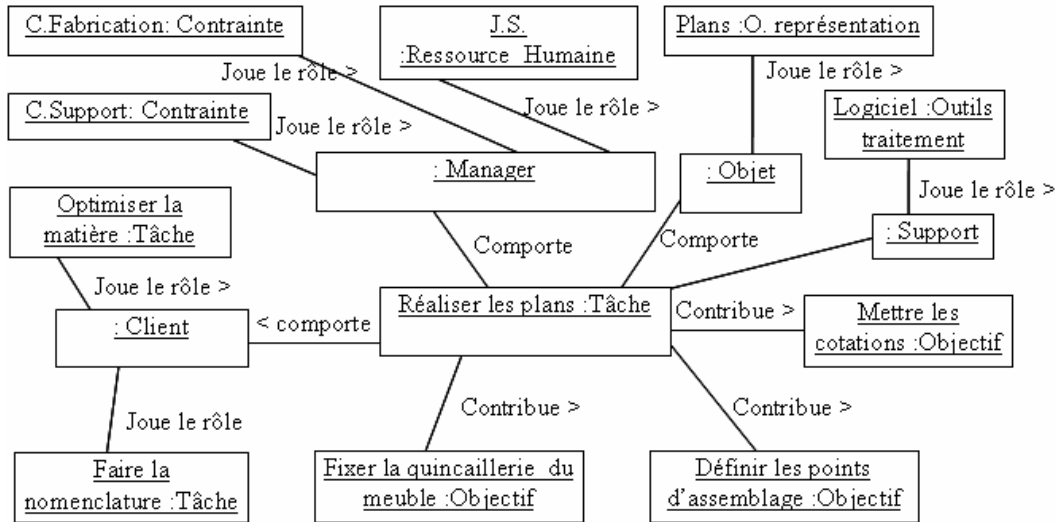 C.Fabrication: Contrainte
J.S.
:Ressource Humaine
Plans :O. représentation
Joue le rôle >
Joue le rôle >
C.Support: Contrainte
Joue le rôle >
Joue le rôle >
Logiciel :Outils
traitement
: Manager
: Objet
Joue le rôle >
Optimiser la
matière :Tâche
: Support
Comporte
Comporte
Joue le rôle >
Réaliser les plans :Tâche
: Client
< comporte
Contribue >
Mettre les
cotations :Objectif
Joue le rôle
Contribue >
Contribue >
Faire la
nomenclature :Tâche
Fixer la quincaillerie du
meuble :Objectif
Définir les points
d'assemblage :Objectif